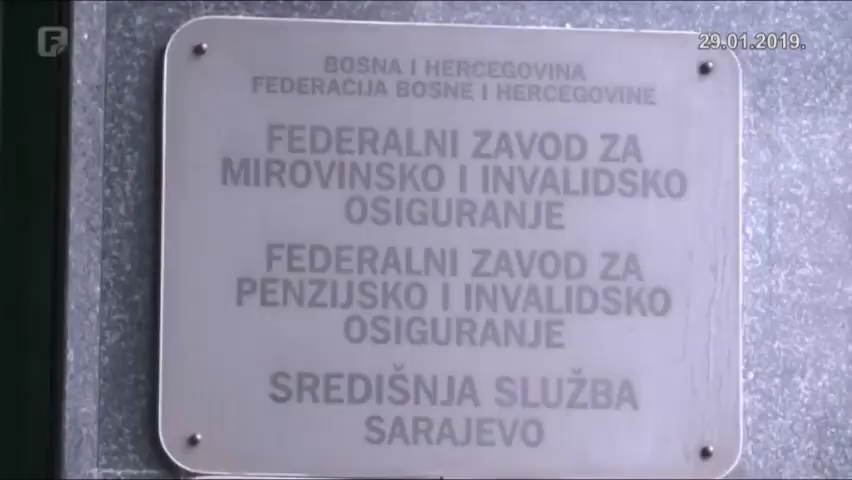 29.01.2019.
BOSNA I HERCEGOVINA
FEDERACIJA BOSNE I HERCEGOVINE
FEDERALNI ZAVOD ZA
MIROVINSKO I INVALIDSKO
OSIGURANJE
FEDERALNI ZAVOD ZA
PENZIJSKO I INVALIDSKO
OSIGURANJE
SREDIŠNJA SLUŽBA
SARAJEVO